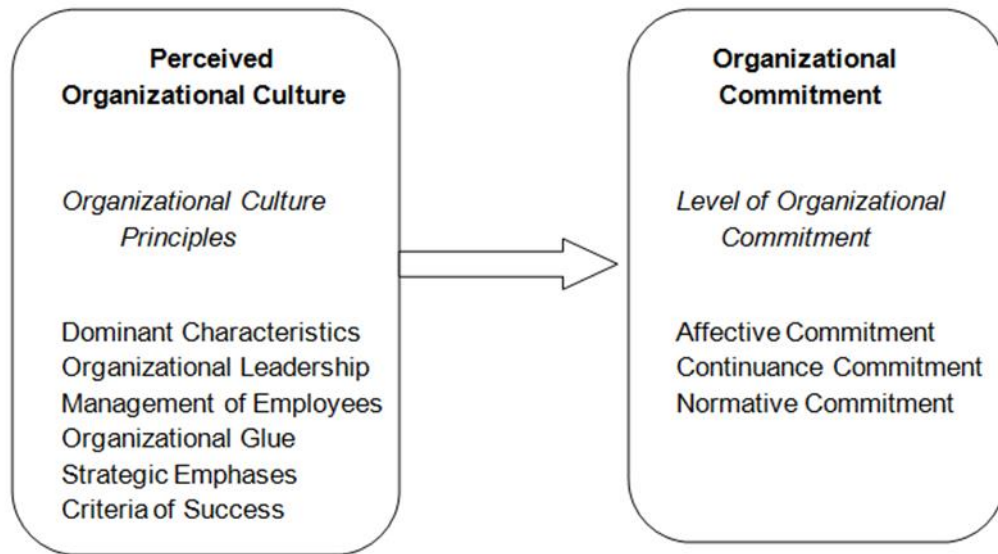 Perceived
Organizational Culture
Organizational Culture
Principles
Dominant Characteristics
Organizational Leadership
Management of Employees
Organizational Glue
Strategic Emphases
Criteria of Success
Organizational
Commitment
Level of Organizational
Commitment
Affective Commitment
Continuance Commitment
Normative Commitment